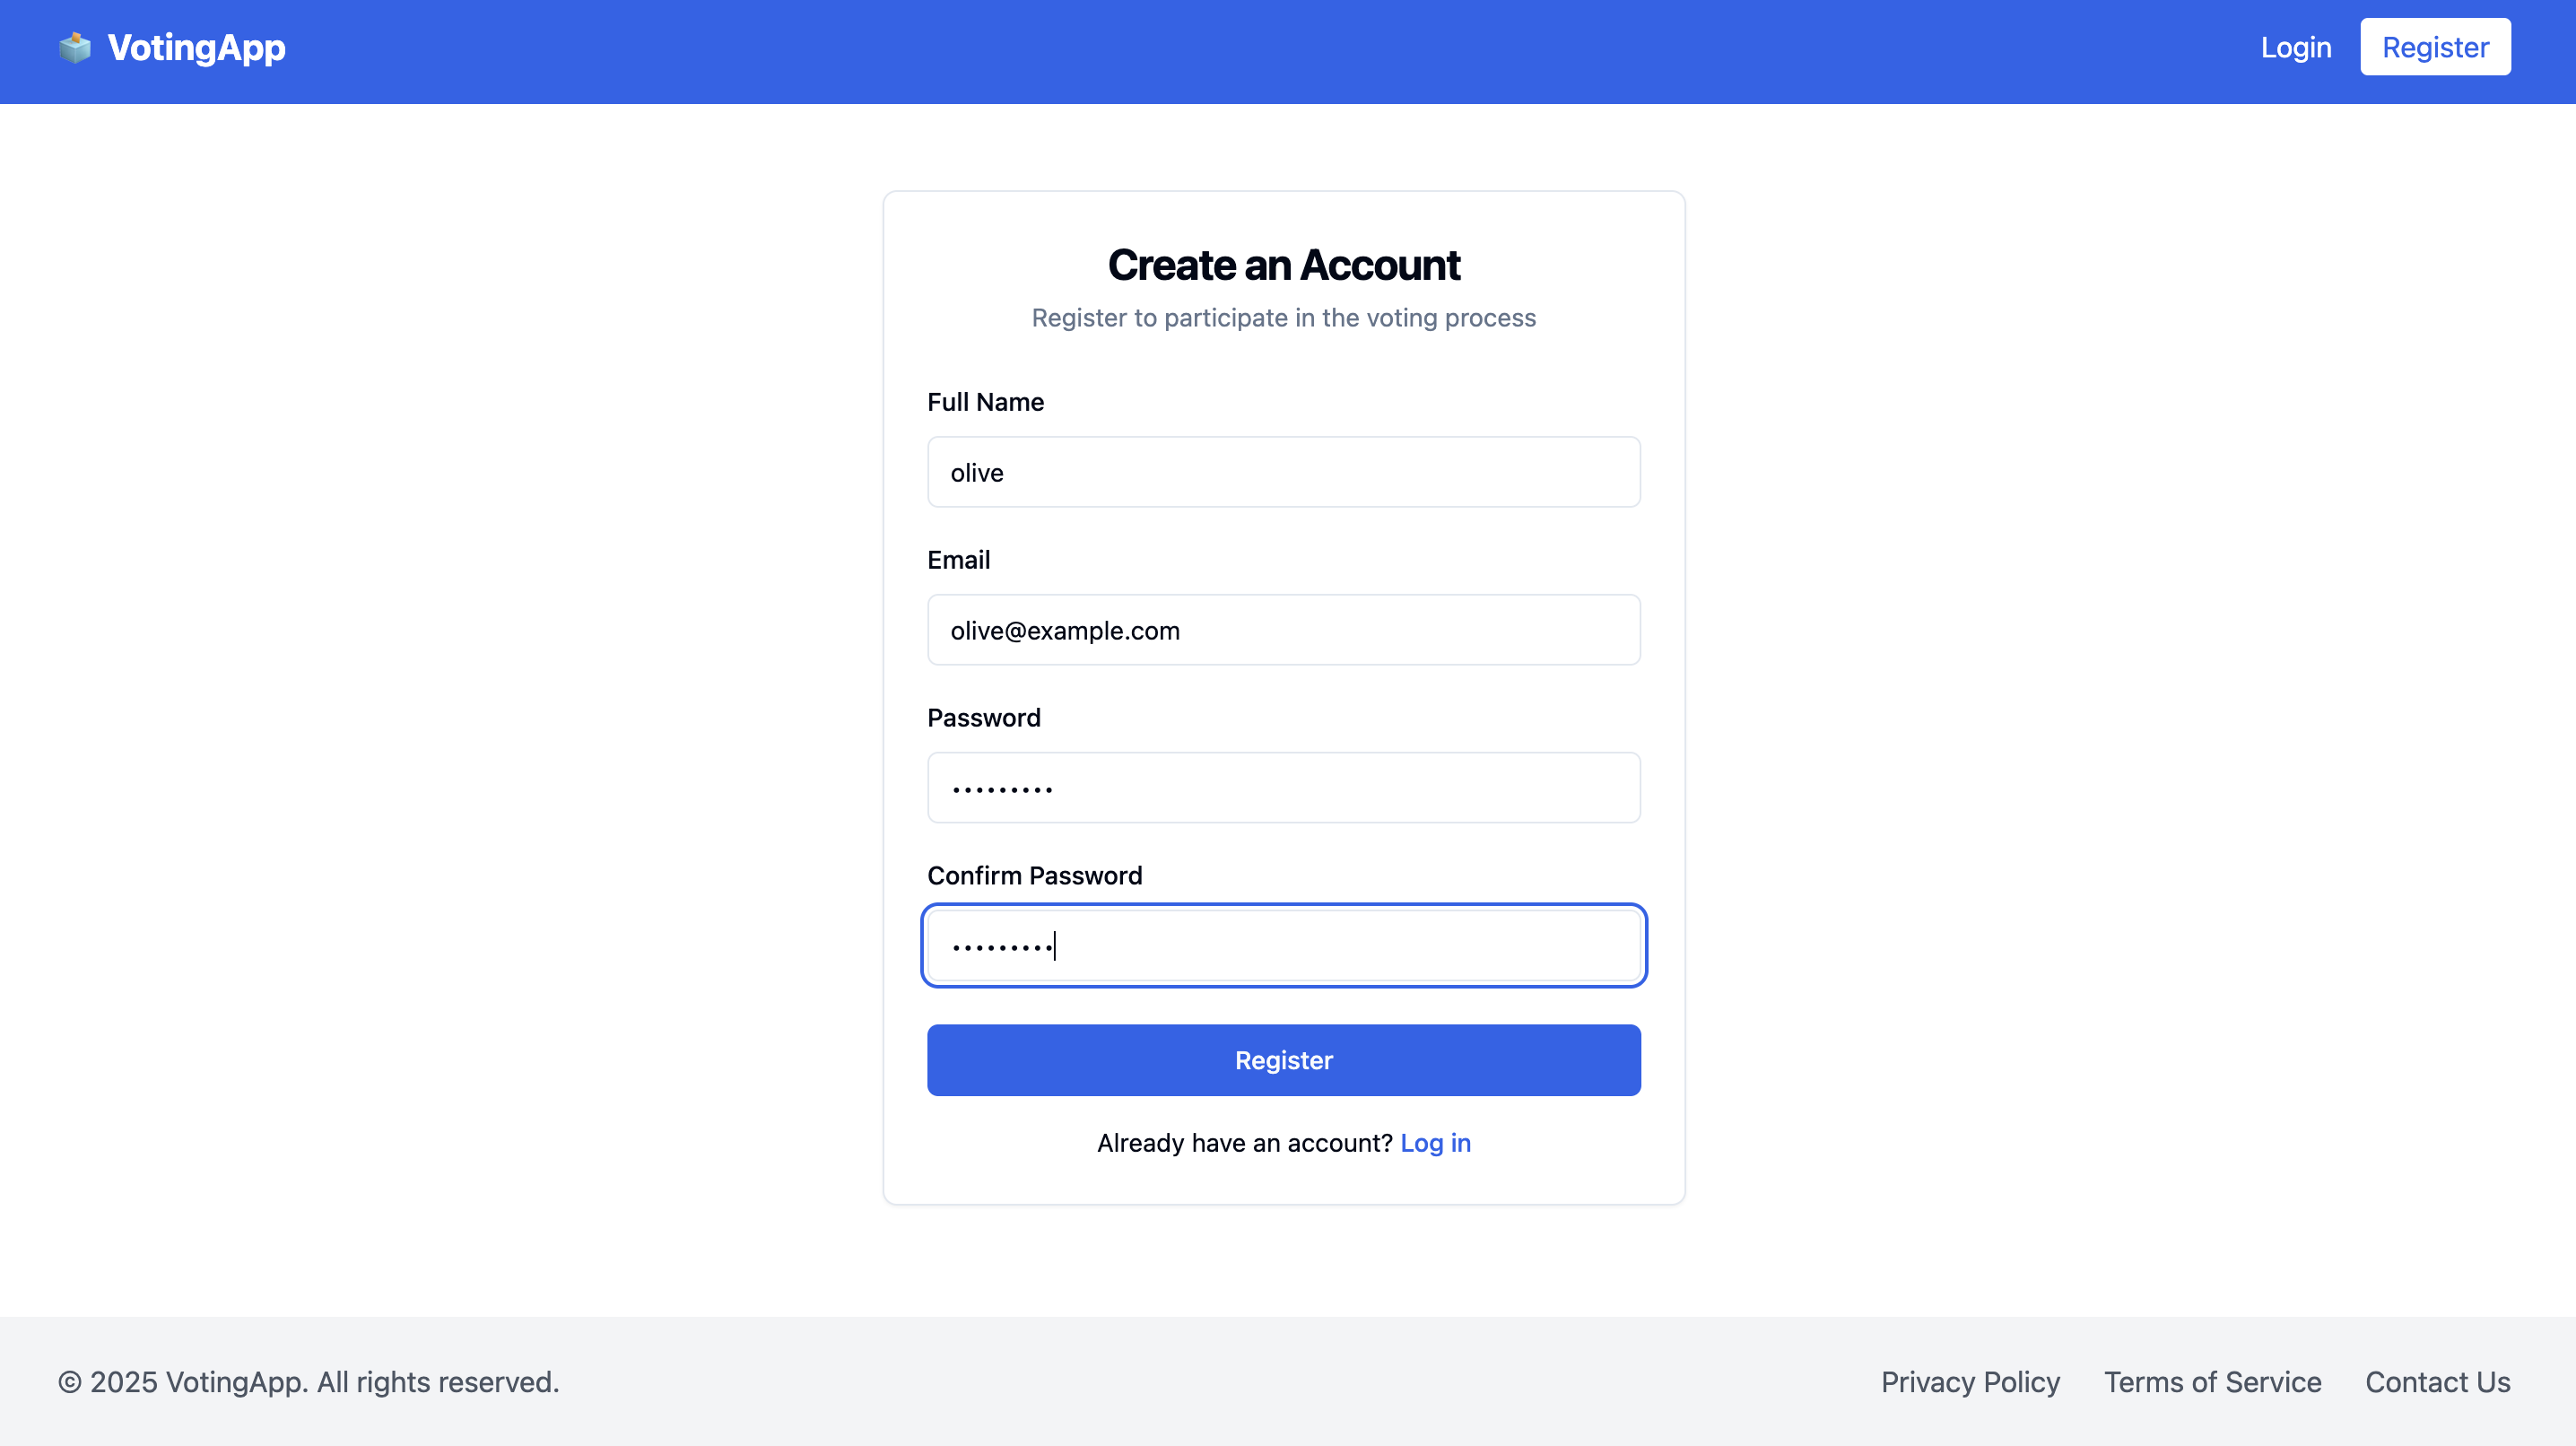 VotingApp
Login
Register
Create an Account
Register to participate in the voting process
Full Name
olive
Email
olive@example.com
Password
•••••••••
Confirm Password
•••••••••
Register
Already have an account? Log in
© 2025 VotingApp. All rights reserved.
Privacy Policy
Terms of Service
Contact Us